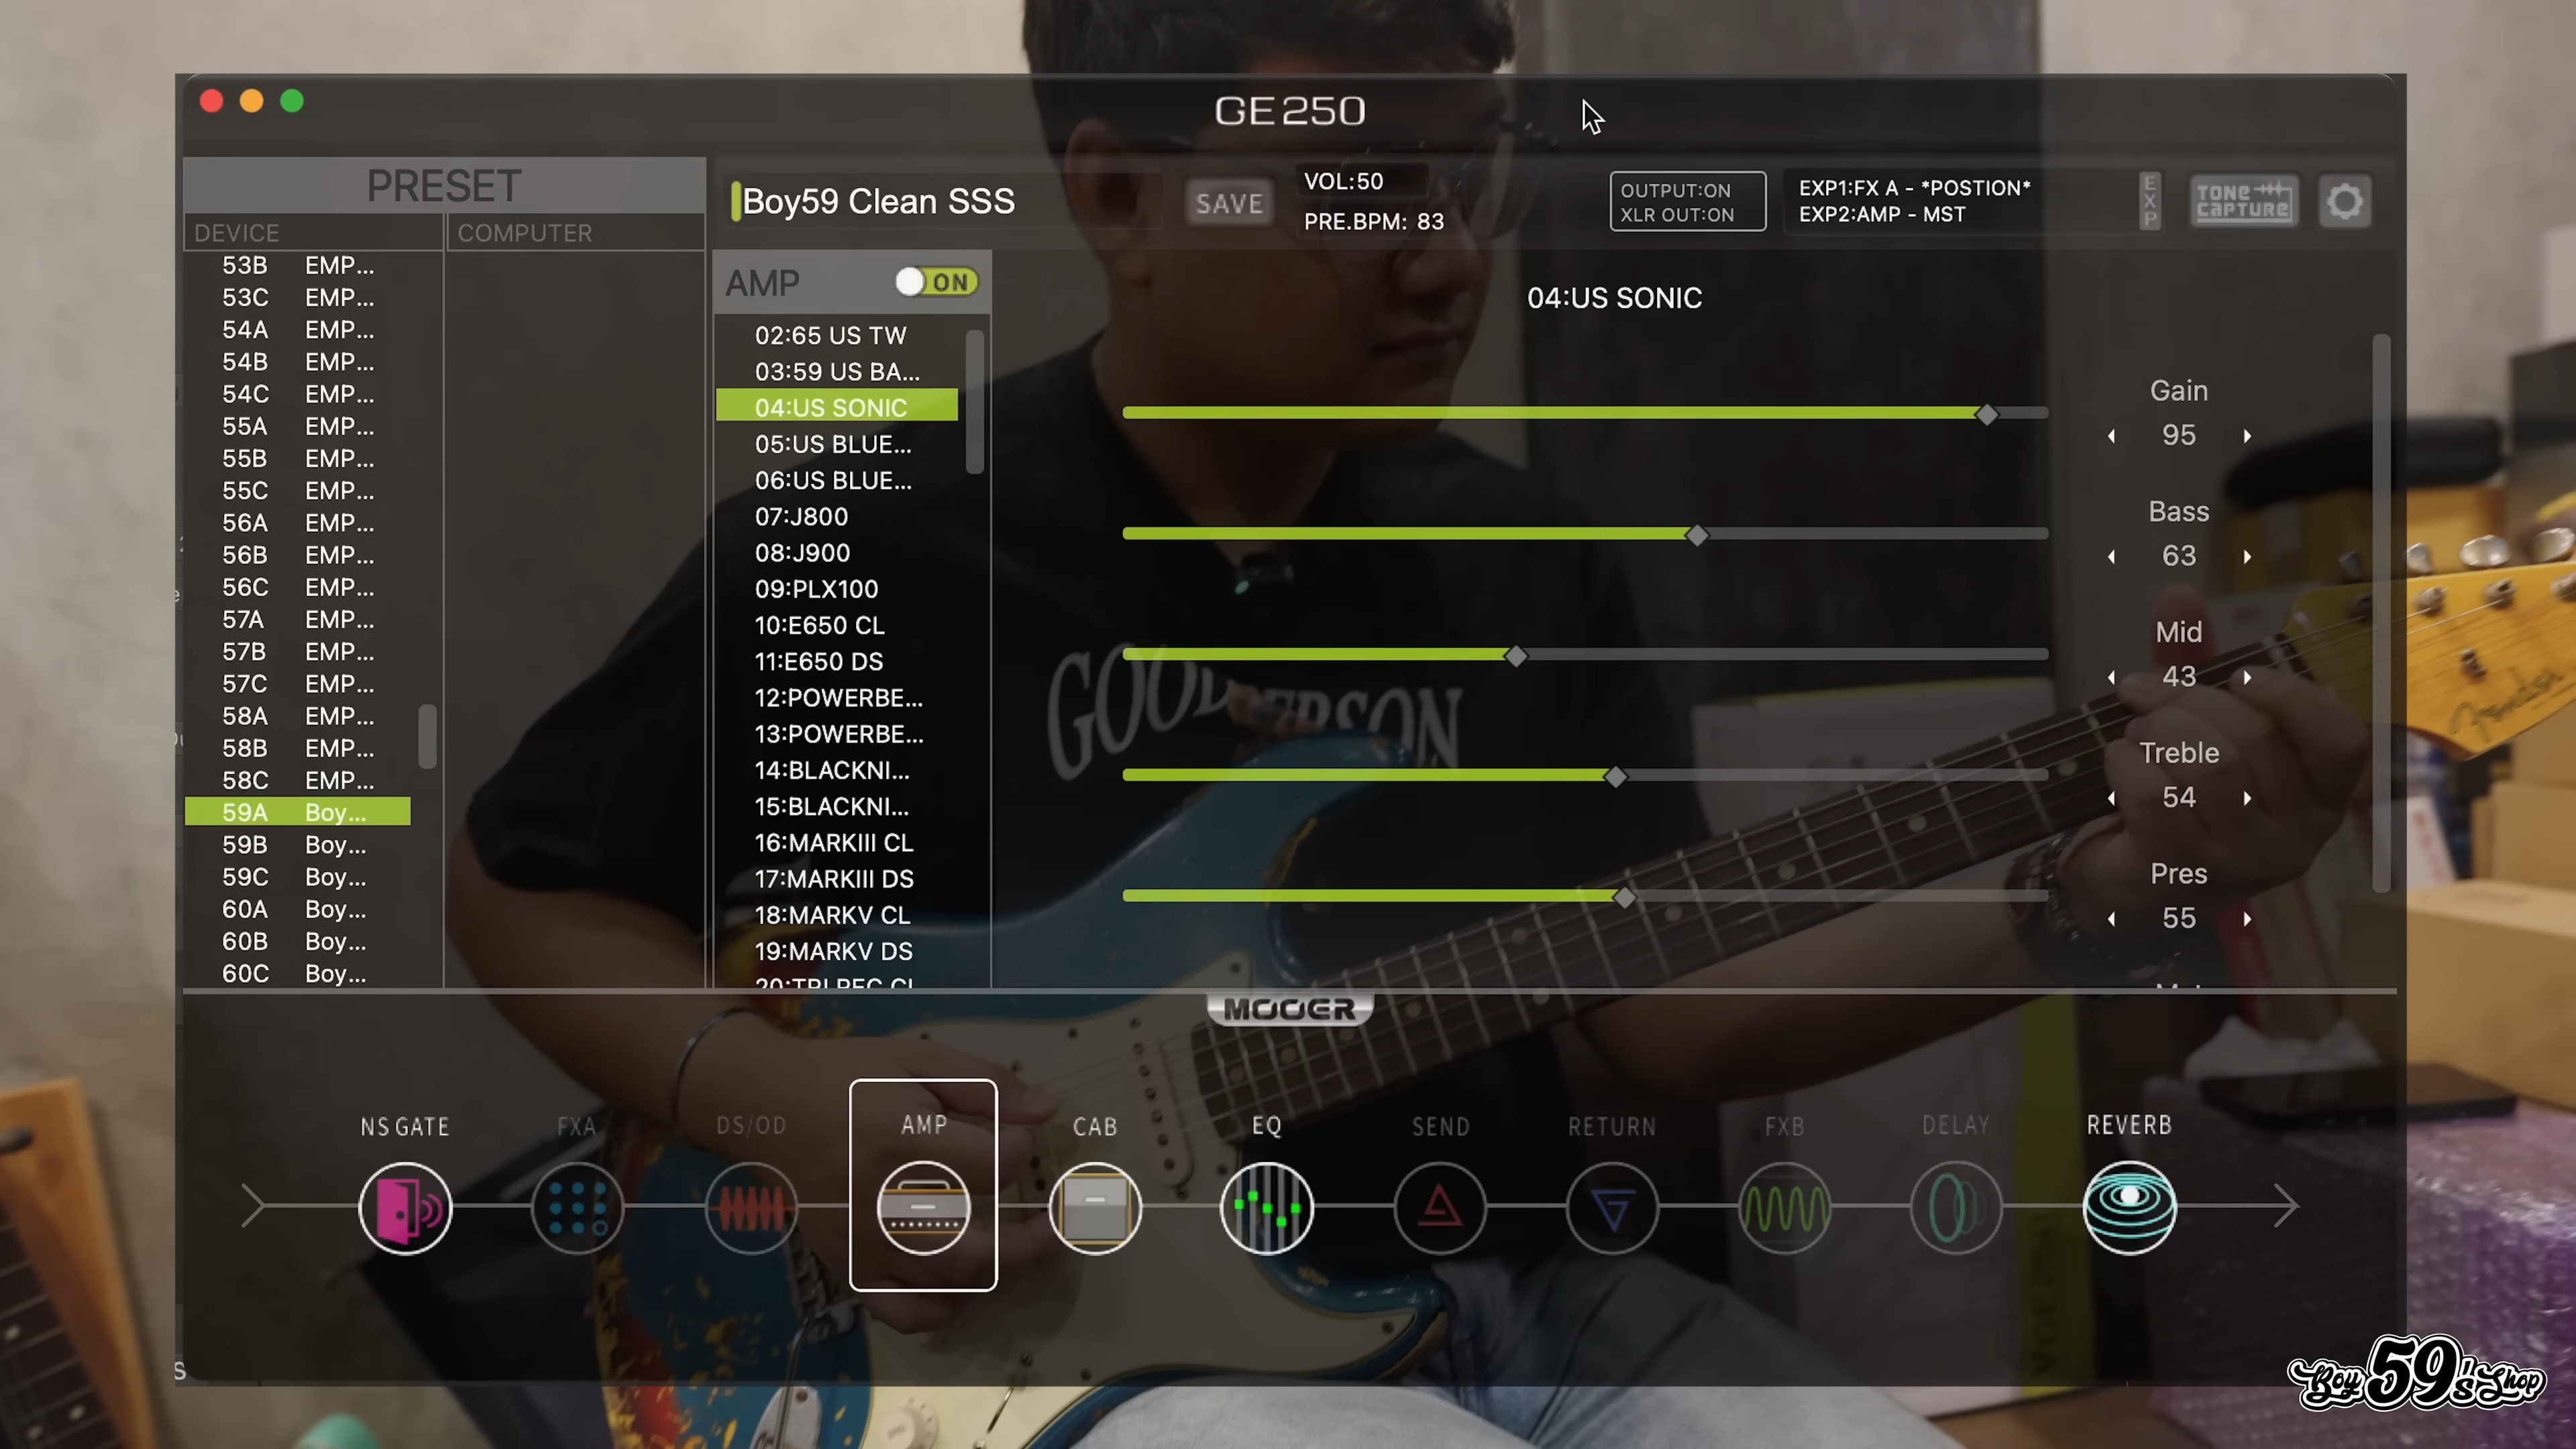 GE250
PRESET
DEVICE
COMPUTER
53B EMP...
53C EMP...
54A EMP...
54B EMP...
54C EMP...
55A EMP...
55B EMP...
55C EMP...
56A EMP...
56B EMP...
56C EMP...
57A EMP...
57B EMP...
57C EMP...
58A EMP...
58B EMP...
58C EMP...
59A Boy...
59B Boy...
59C Boy...
60A Boy...
60B Boy...
60C Boy...
Boy59 Clean SSS
SAVE
VOL:50
PRE.BPM: 83
OUTPUT:ON
XLR OUT:ON
EXP1:FX A - *POSTION*
EXP2:AMP - MST
EXP
TONE CAPTURE
AMP ON
02:65 US TW
03:59 US BA...
04:US SONIC
05:US BLUE...
06:US BLUE...
07:J800
08:J900
09:PLX100
10:E650 CL
11:E650 DS
12:POWERBE...
13:POWERBE...
14:BLACKNI...
15:BLACKNI...
16:MARKIII CL
17:MARKIII DS
18:MARKV CL
19:MARKV DS
04:US SONIC
Gain
95
Bass
63
Mid
43
Treble
54
Pres
55
GOOD PERSON
Fender
MOOER
NS GATE
FXA
DS/OD
AMP
CAB
EQ
SEND
RETURN
FXB
DELAY
REVERB
Boy 59's Shop